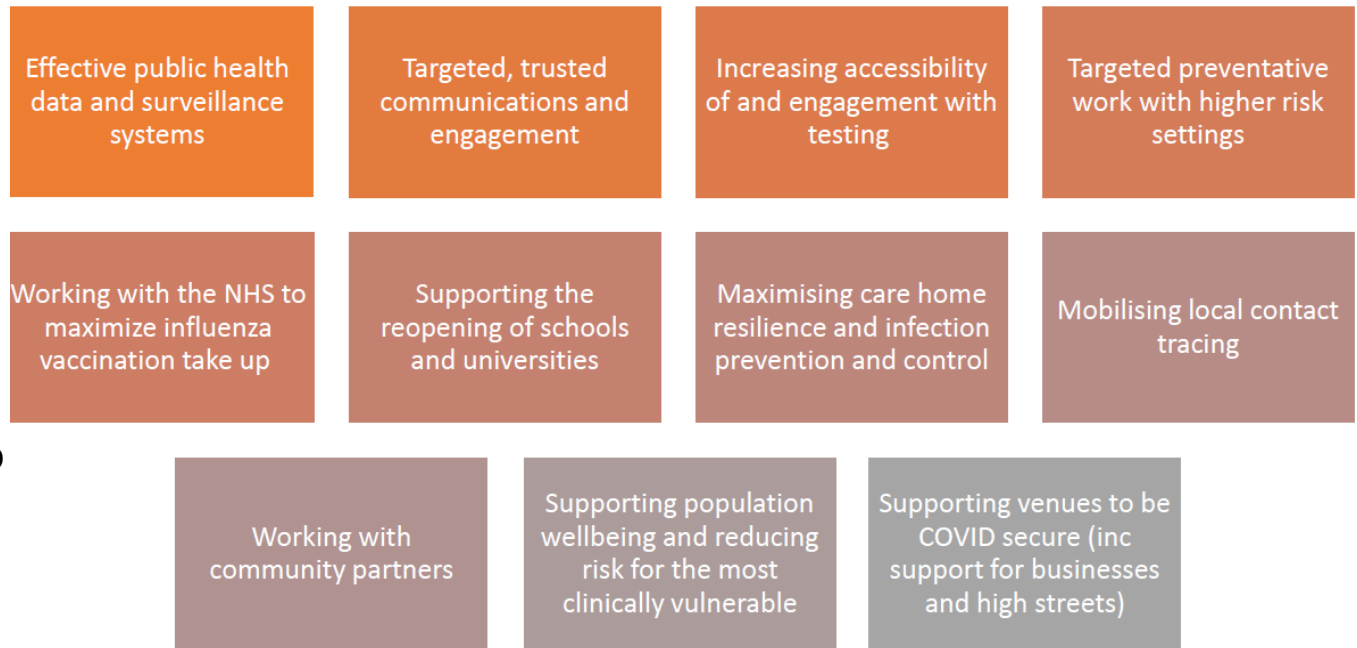 Effective public health
data and surveillance
systems
Targeted, trusted
communications and
engagement
Increasing accessibility
of and engagement with
testing
Targeted preventative
work with higher risk
settings
Working with the NHS to
maximize influenza
vaccination take up
Supporting the
reopening of schools
and universities
Maximising care home
resilience and infection
prevention and control
Mobilising local contact
tracing
Working with
community partners
Supporting population
wellbeing and reducing
risk for the most
clinically vulnerable
Supporting venues to be
COVID secure (inc
support for businesses
and high streets)